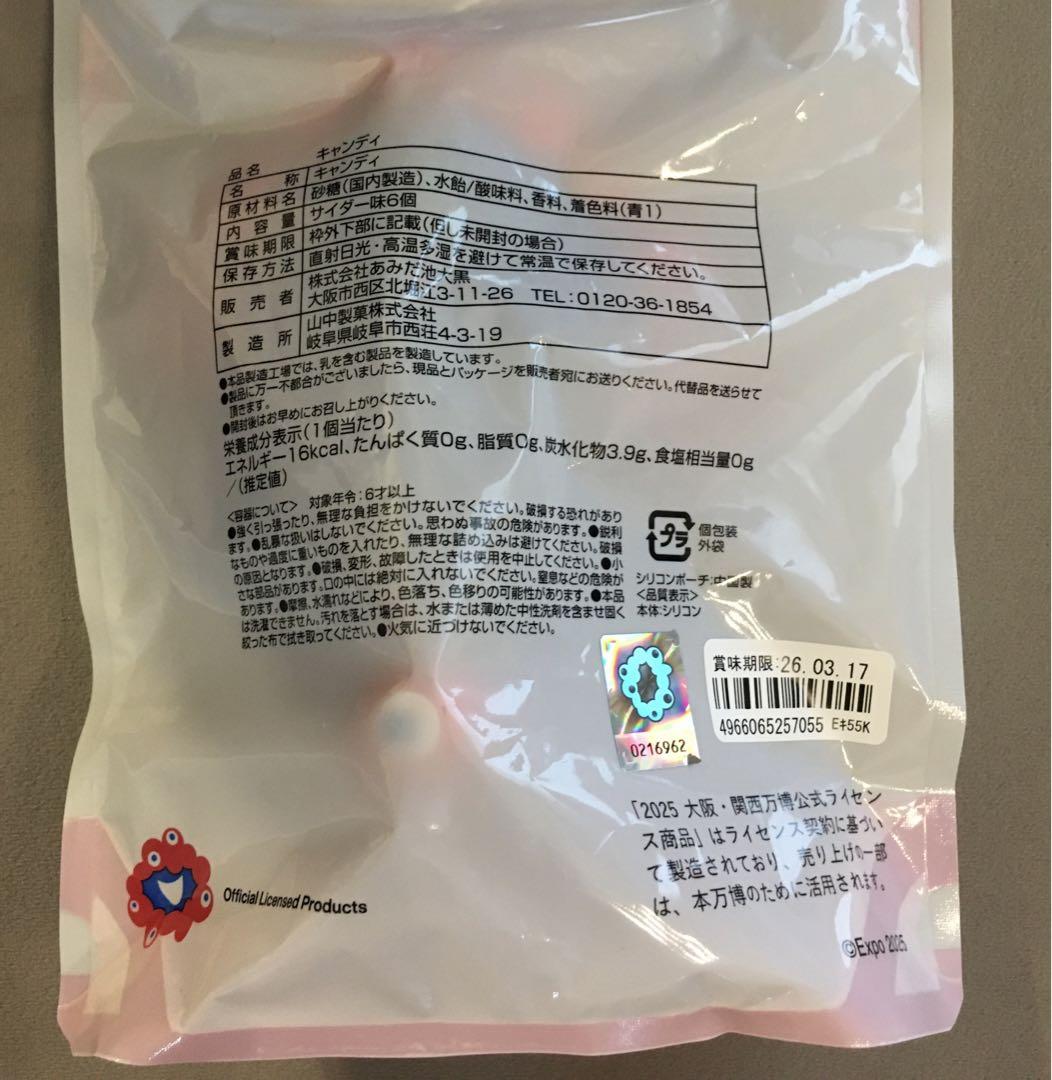 品名 キャンディ
名称 キャンディ
原材料名 砂糖(国内製造)、水飴/酸味料、香料、着色料(青1)
内容量 サイダー味6個
賞味期限 枠外下部に記載(但し未開封の場合)
保存方法 直射日光・高温多湿を避けて常温で保存してください。
販売者 株式会社あみだ池大黒
大阪市西区北堀江3-11-26 TEL:0120-36-1854
製造所 山中製菓株式会社
岐阜県岐阜市西荘4-3-19
●本品製造工場では、乳を含む製品を製造しています。
●製品に万一不都合がございましたら、現品とパッケージを販売者宛にお送りください。代替品を送らせて
頂きます。
●開封後はお早めにお召し上がりください。
栄養成分表示(1個当たり)
エネルギー16kcal、たんぱく質0g、脂質0g、炭水化物3.9g、食塩相当量0g
/(推定値)
<容器について> 対象年令:6才以上
●強く引っ張ったり、無理な負担をかけないでください。破損する恐れがあり
ます。●乱暴な扱いはしないでください。思わぬ事故の危険があります。●鋭利
なものや過度に重いものを入れたり、無理な詰め込みは避けてください。破損
の原因となります。●破損、変形、故障したときは使用を中止してください。●小
さな部品があります。口の中には絶対に入れないでください。窒息などの危険が
あります。●摩擦、水濡れなどにより、色落ち、色移りの可能性があります。●本品
は洗濯できません。汚れを落とす場合は、水または薄めた中性洗剤を含ませ固く
絞った布で拭き取ってください。●火気に近づけないでください。
プラ
個包装
外袋
シリコンポーチ:中国製
<品質表示>
本体:シリコン
0216962
賞味期限:26.03.17
4966065257055 Eキ55K
「2025 大阪・関西万博公式ライセン
ス商品」はライセンス契約に基づい
て製造されており、売り上げの一部
は、本万博のために活用されます。
Official Licensed Products
©Expo 2025